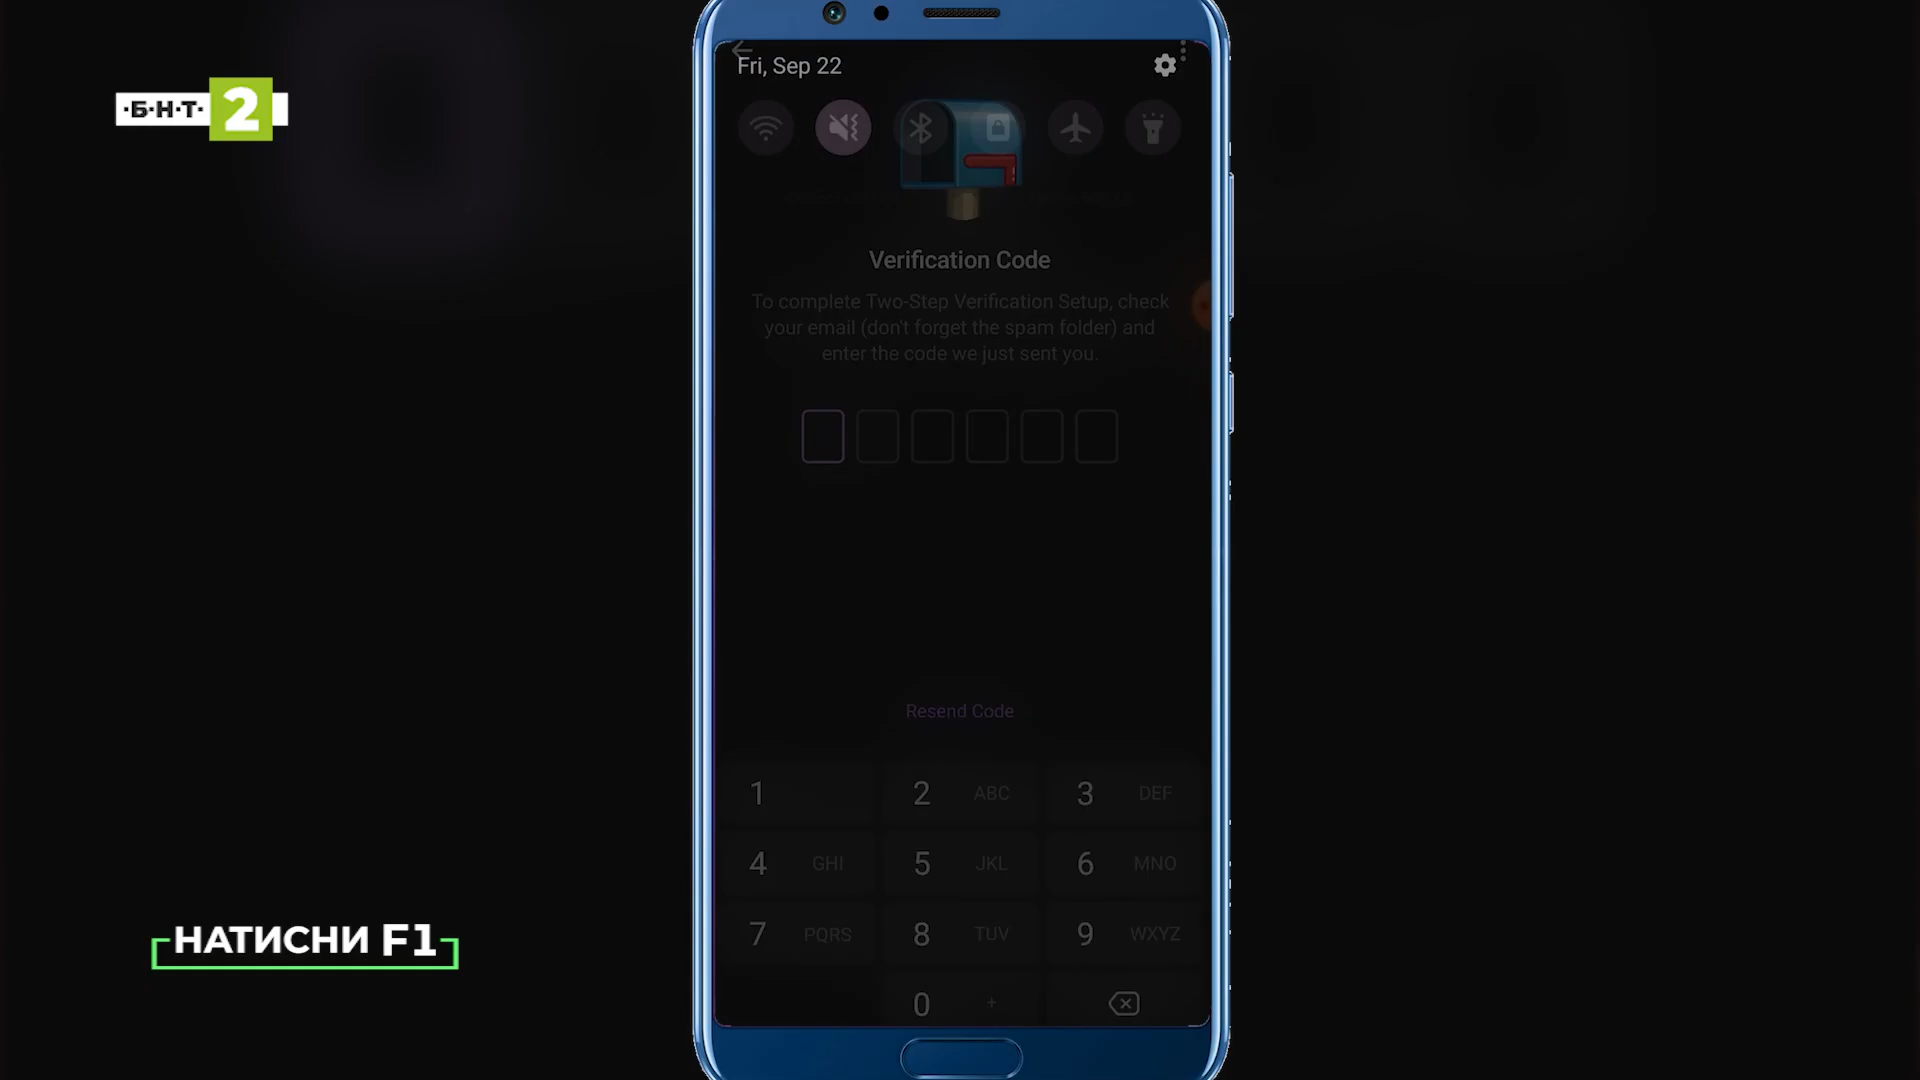 Fri, Sep 22
·Б·Н·Т· 2
Verification Code
To complete Two-Step Verification Setup, check
your email (don't forget the spam folder) and
enter the code we just sent you.
Resend Code
1
2 ABC
3 DEF
4 GHI
5 JKL
6 MNO
7 PQRS
8 TUV
9 WXYZ
0 +
НАТИСНИ F1